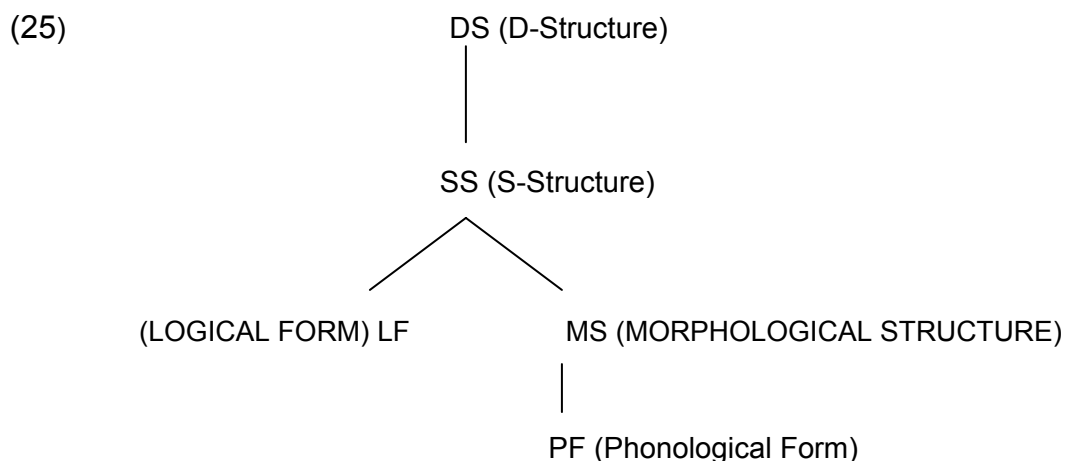 (25) DS (D-Structure)
SS (S-Structure)
(LOGICAL FORM) LF MS (MORPHOLOGICAL STRUCTURE)
PF (Phonological Form)